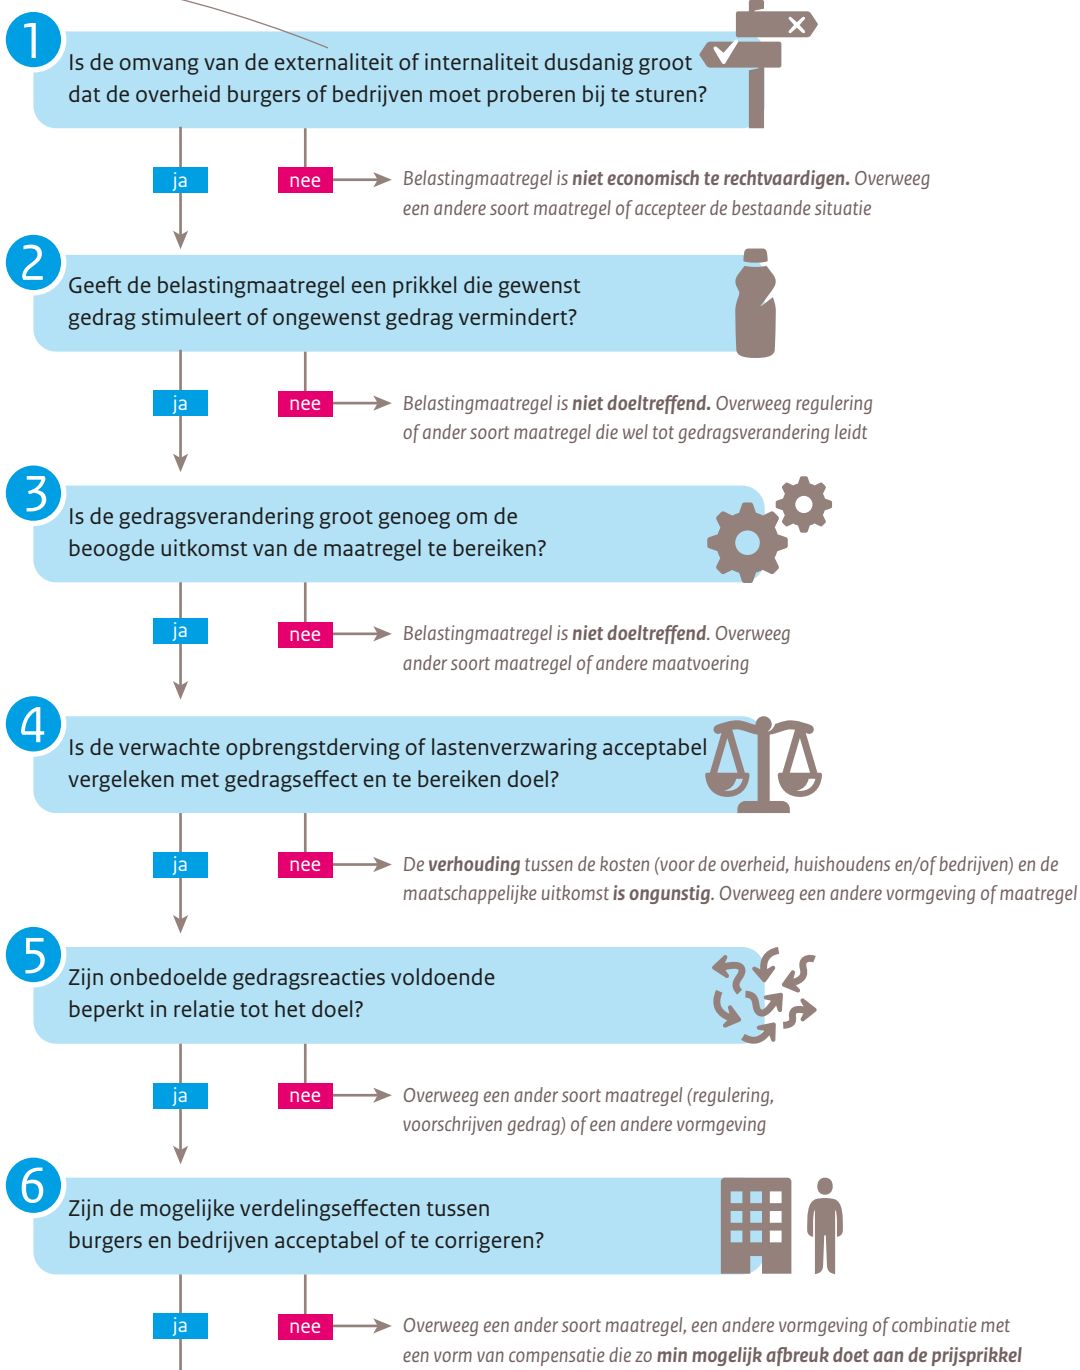 1
Is de omvang van de externaliteit of internaliteit dusdanig groot
dat de overheid burgers of bedrijven moet proberen bij te sturen?
ja
nee
Belastingmaatregel is niet economisch te rechtvaardigen. Overweeg
een andere soort maatregel of accepteer de bestaande situatie
2
Geeft de belastingmaatregel een prikkel die gewenst
gedrag stimuleert of ongewenst gedrag vermindert?
ja
nee
Belastingmaatregel is niet doeltreffend. Overweeg regulering
of ander soort maatregel die wel tot gedragsverandering leidt
3
Is de gedragsverandering groot genoeg om de
beoogde uitkomst van de maatregel te bereiken?
ja
nee
Belastingmaatregel is niet doeltreffend. Overweeg
ander soort maatregel of andere maatvoering
4
Is de verwachte opbrengstderving of lastenverzwaring acceptabel
vergeleken met gedragseffect en te bereiken doel?
ja
nee
De verhouding tussen de kosten (voor de overheid, huishoudens en/of bedrijven) en de
maatschappelijke uitkomst is ongunstig. Overweeg een andere vormgeving of maatregel
5
Zijn onbedoelde gedragsreacties voldoende
beperkt in relatie tot het doel?
ja
nee
Overweeg een ander soort maatregel (regulering,
voorschrijven gedrag) of een andere vormgeving
6
Zijn de mogelijke verdelingseffecten tussen
burgers en bedrijven acceptabel of te corrigeren?
ja
nee
Overweeg een ander soort maatregel, een andere vormgeving of combinatie met
een vorm van compensatie die zo min mogelijk afbreuk doet aan de prijsprikkel